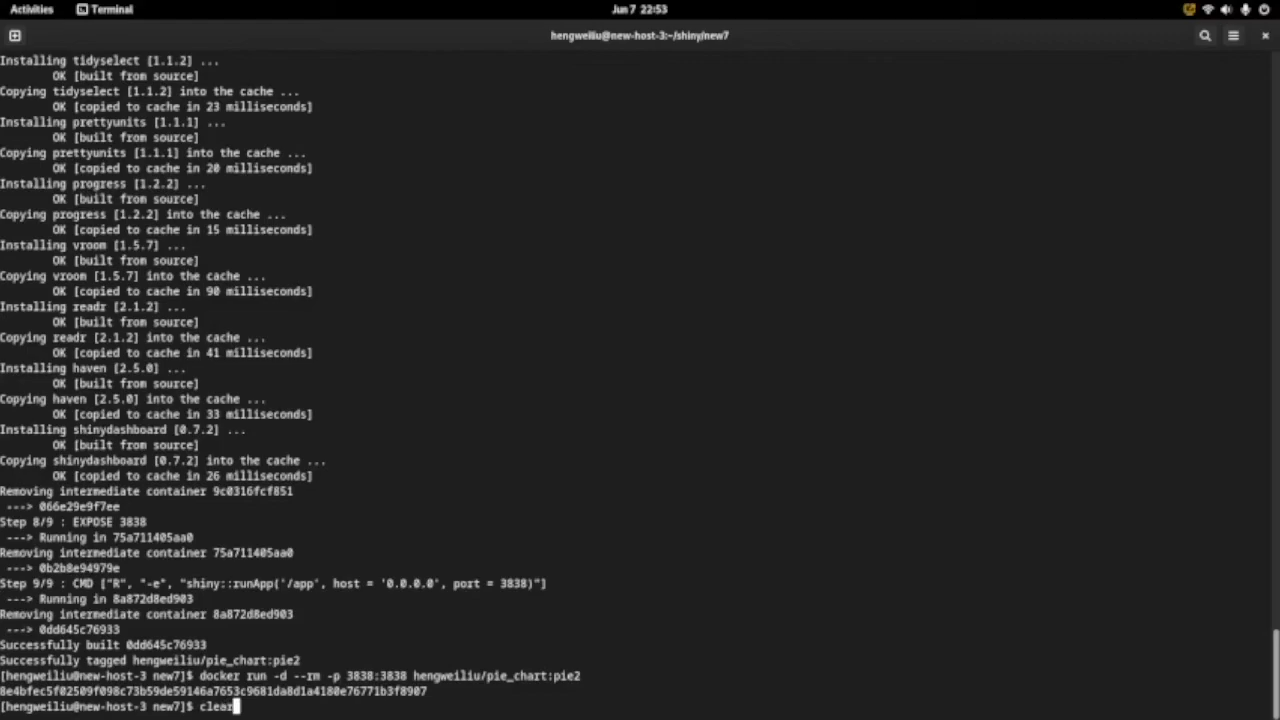 Activities Terminal Jun 7 22:53
hengweiliu@new-host-3:~/shiny/new7
Installing tidyselect [1.1.2] ...
OK [built from source]
Copying tidyselect [1.1.2] into the cache ...
OK [copied to cache in 23 milliseconds]
Installing prettyunits [1.1.1] ...
OK [built from source]
Copying prettyunits [1.1.1] into the cache ...
OK [copied to cache in 20 milliseconds]
Installing progress [1.2.2] ...
OK [built from source]
Copying progress [1.2.2] into the cache ...
OK [copied to cache in 15 milliseconds]
Installing vroom [1.5.7] ...
OK [built from source]
Copying vroom [1.5.7] into the cache ...
OK [copied to cache in 90 milliseconds]
Installing readr [2.1.2] ...
OK [built from source]
Copying readr [2.1.2] into the cache ...
OK [copied to cache in 41 milliseconds]
Installing haven [2.5.0] ...
OK [built from source]
Copying haven [2.5.0] into the cache ...
OK [copied to cache in 33 milliseconds]
Installing shinydashboard [0.7.2] ...
OK [built from source]
Copying shinydashboard [0.7.2] into the cache ...
OK [copied to cache in 26 milliseconds]
Removing intermediate container 9c0316fcf851
---> 066e29e9f7ee
Step 8/9 : EXPOSE 3838
---> Running in 75a711405aa0
Removing intermediate container 75a711405aa0
---> 0b2b8e94979e
Step 9/9 : CMD ["R", "-e", "shiny::runApp('/app', host = '0.0.0.0', port = 3838)"]
---> Running in 8a872d8ed903
Removing intermediate container 8a872d8ed903
---> 0dd645c76933
Successfully built 0dd645c76933
Successfully tagged hengweiliu/pie_chart:pie2
[hengweiliu@new-host-3 new7]$ docker run -d --rm -p 3838:3838 hengweiliu/pie_chart:pie2
8e4bfec5f02509f098c73b59de59146a7653c9681da8d1a4180e76771b3f8907
[hengweiliu@new-host-3 new7]$ clear